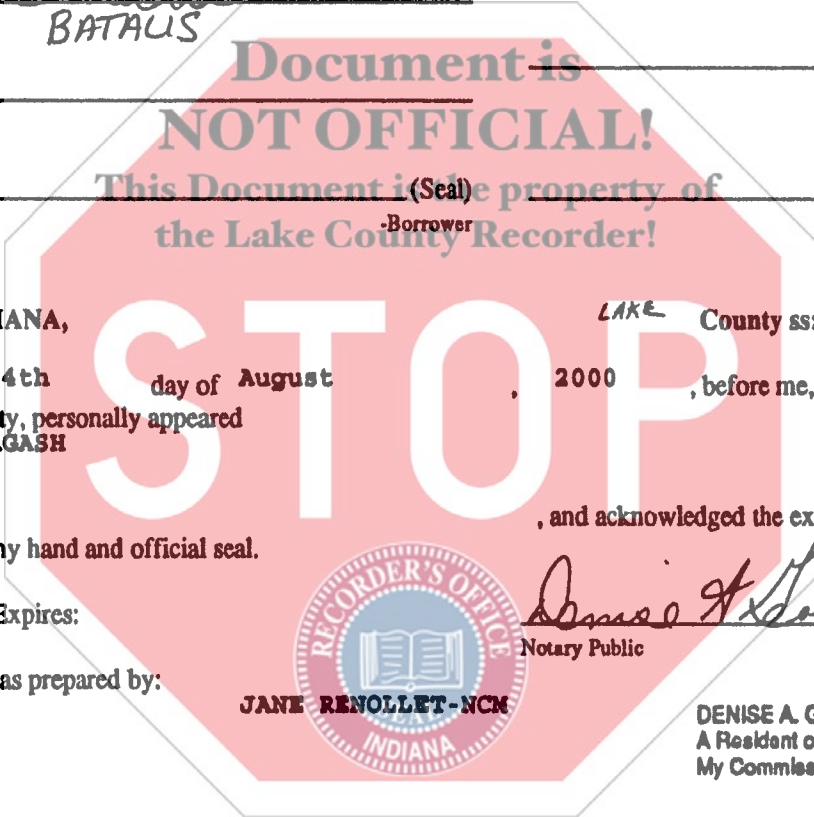 BATALIS
Document is
NOT OFFICIAL!
This Document is the property of
(Seal)
the Lake County Recorder!
-Borrower
STOP
IANA, LAKE County ss:
4th day of August , 2000 , before me,
ty, personally appeared
GASH
, and acknowledged the ex
y hand and official seal.
RECORDER'S OFFICE
Denise A
Expires:
Notary Public
as prepared by:
JANE RENOLLET-NCM
SEAL
INDIANA
DENISE A. G
A Resident o
My Commiss